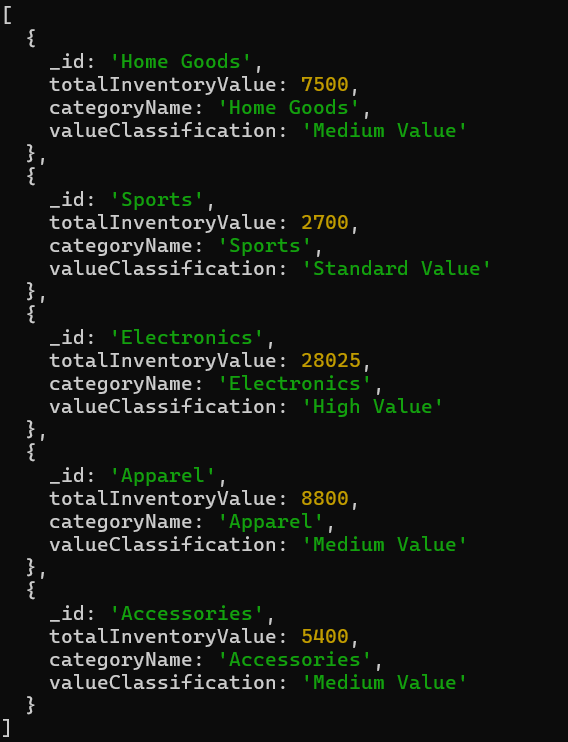 [
  {
    _id: 'Home Goods',
    totalInventoryValue: 7500,
    categoryName: 'Home Goods',
    valueClassification: 'Medium Value'
  },
  {
    _id: 'Sports',
    totalInventoryValue: 2700,
    categoryName: 'Sports',
    valueClassification: 'Standard Value'
  },
  {
    _id: 'Electronics',
    totalInventoryValue: 28025,
    categoryName: 'Electronics',
    valueClassification: 'High Value'
  },
  {
    _id: 'Apparel',
    totalInventoryValue: 8800,
    categoryName: 'Apparel',
    valueClassification: 'Medium Value'
  },
  {
    _id: 'Accessories',
    totalInventoryValue: 5400,
    categoryName: 'Accessories',
    valueClassification: 'Medium Value'
  }
]